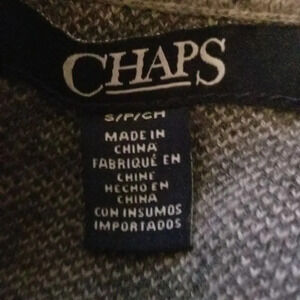 CHAPS
S/P/CH
MADE IN
CHINA
FABRIQUÉ EN
CHINE
HECHO EN
CHINA
CON INSUMOS
IMPORTADOS